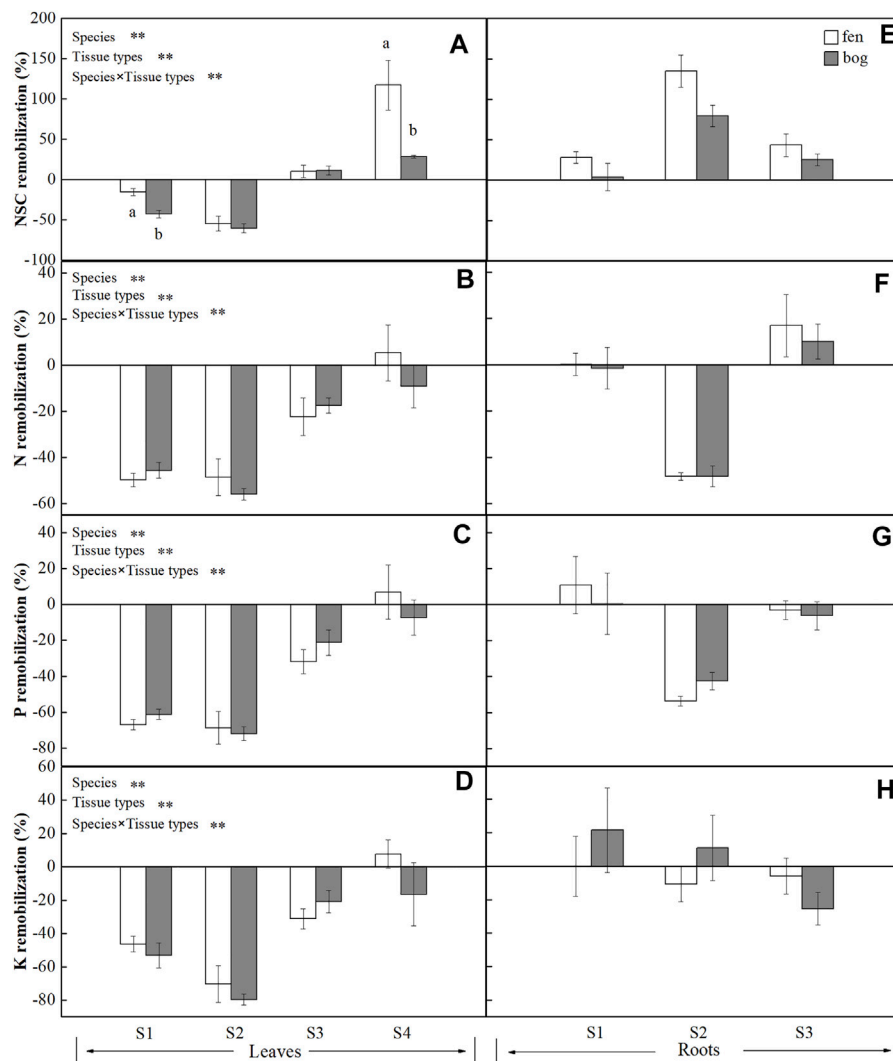 200
150
100
50
0
-50
-100
NSC remobilization (%)
Species **
Tissue types **
Species×Tissue types **
a
b
a
b
A
E
fen
bog
40
20
0
-20
-40
-60
N remobilization (%)
Species **
Tissue types **
Species×Tissue types **
B
F
40
20
0
-20
-40
-60
-80
P remobilization (%)
Species **
Tissue types **
Species×Tissue types **
C
G
60
40
20
0
-20
-40
-60
-80
K remobilization (%)
Species **
Tissue types **
Species×Tissue types **
D
H
S1 S2 S3 S4 S1 S2 S3
Leaves Roots